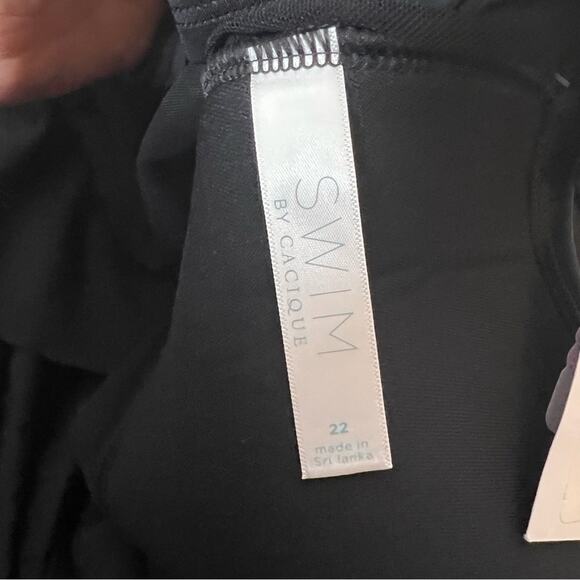 SWIM
BY CACIQUE
22
made in
Sri lanka